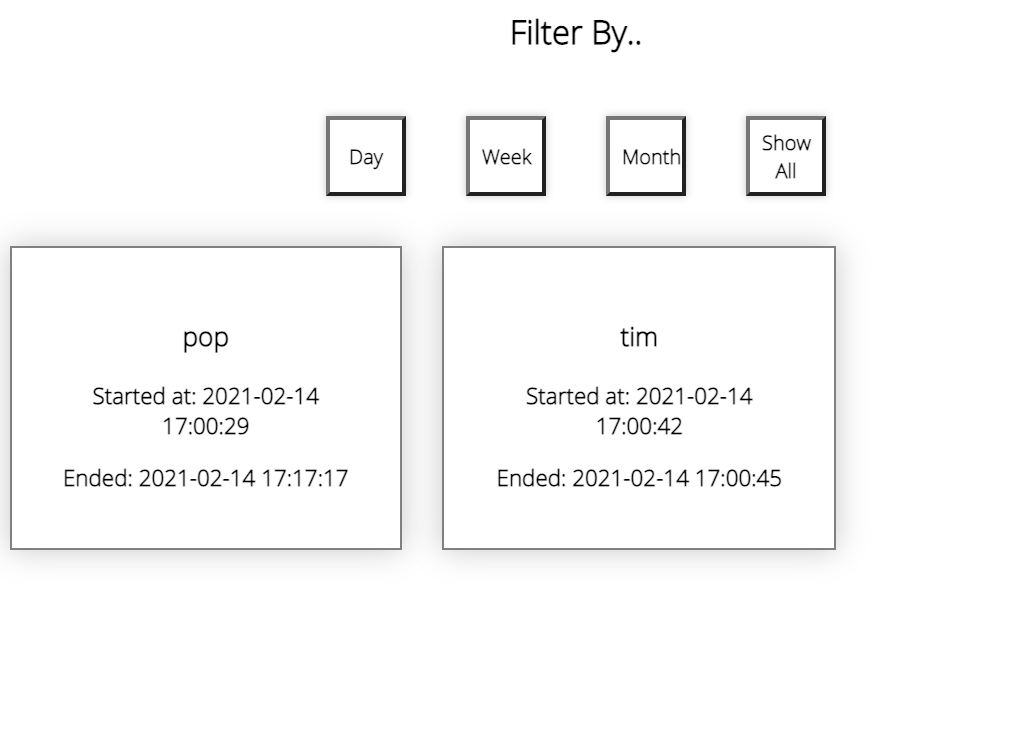 Filter By..
Day
Week
Month
Show
All
pop
Started at: 2021-02-14
17:00:29
Ended: 2021-02-14 17:17:17
tim
Started at: 2021-02-14
17:00:42
Ended: 2021-02-14 17:00:45